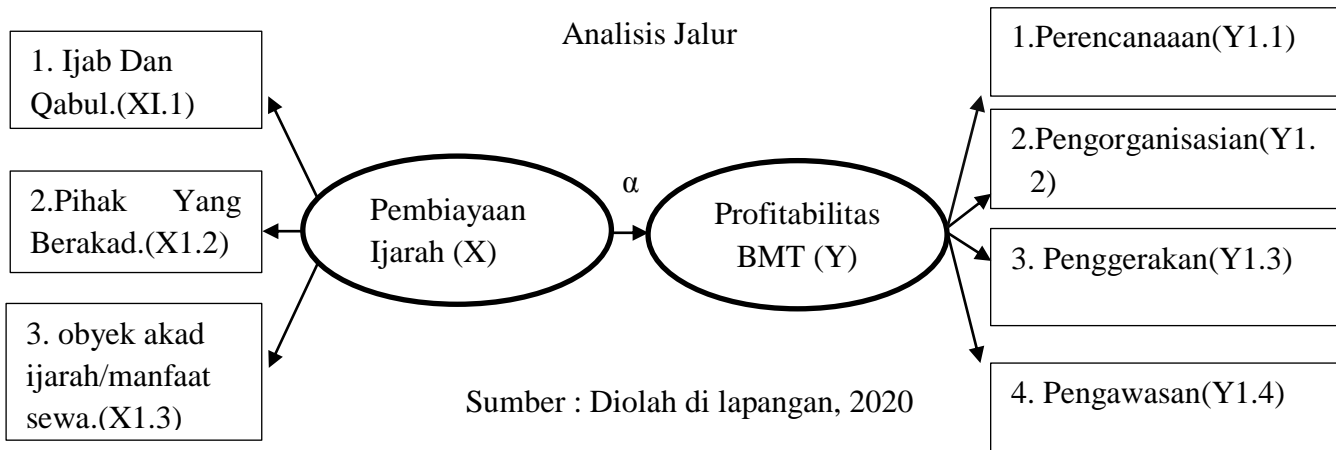 Analisis Jalur
1. Ijab Dan
Qabul.(XI.1)
2.Pihak Yang
Berakad.(X1.2)
3. obyek akad
ijarah/manfaat
sewa.(X1.3)
Pembiayaan
Ijarah (X)
α
Profitabilitas
BMT (Y)
1.Perencanaaan(Y1.1)
2.Pengorganisasian(Y1.
2)
3. Penggerakan(Y1.3)
4. Pengawasan(Y1.4)
Sumber : Diolah di lapangan, 2020